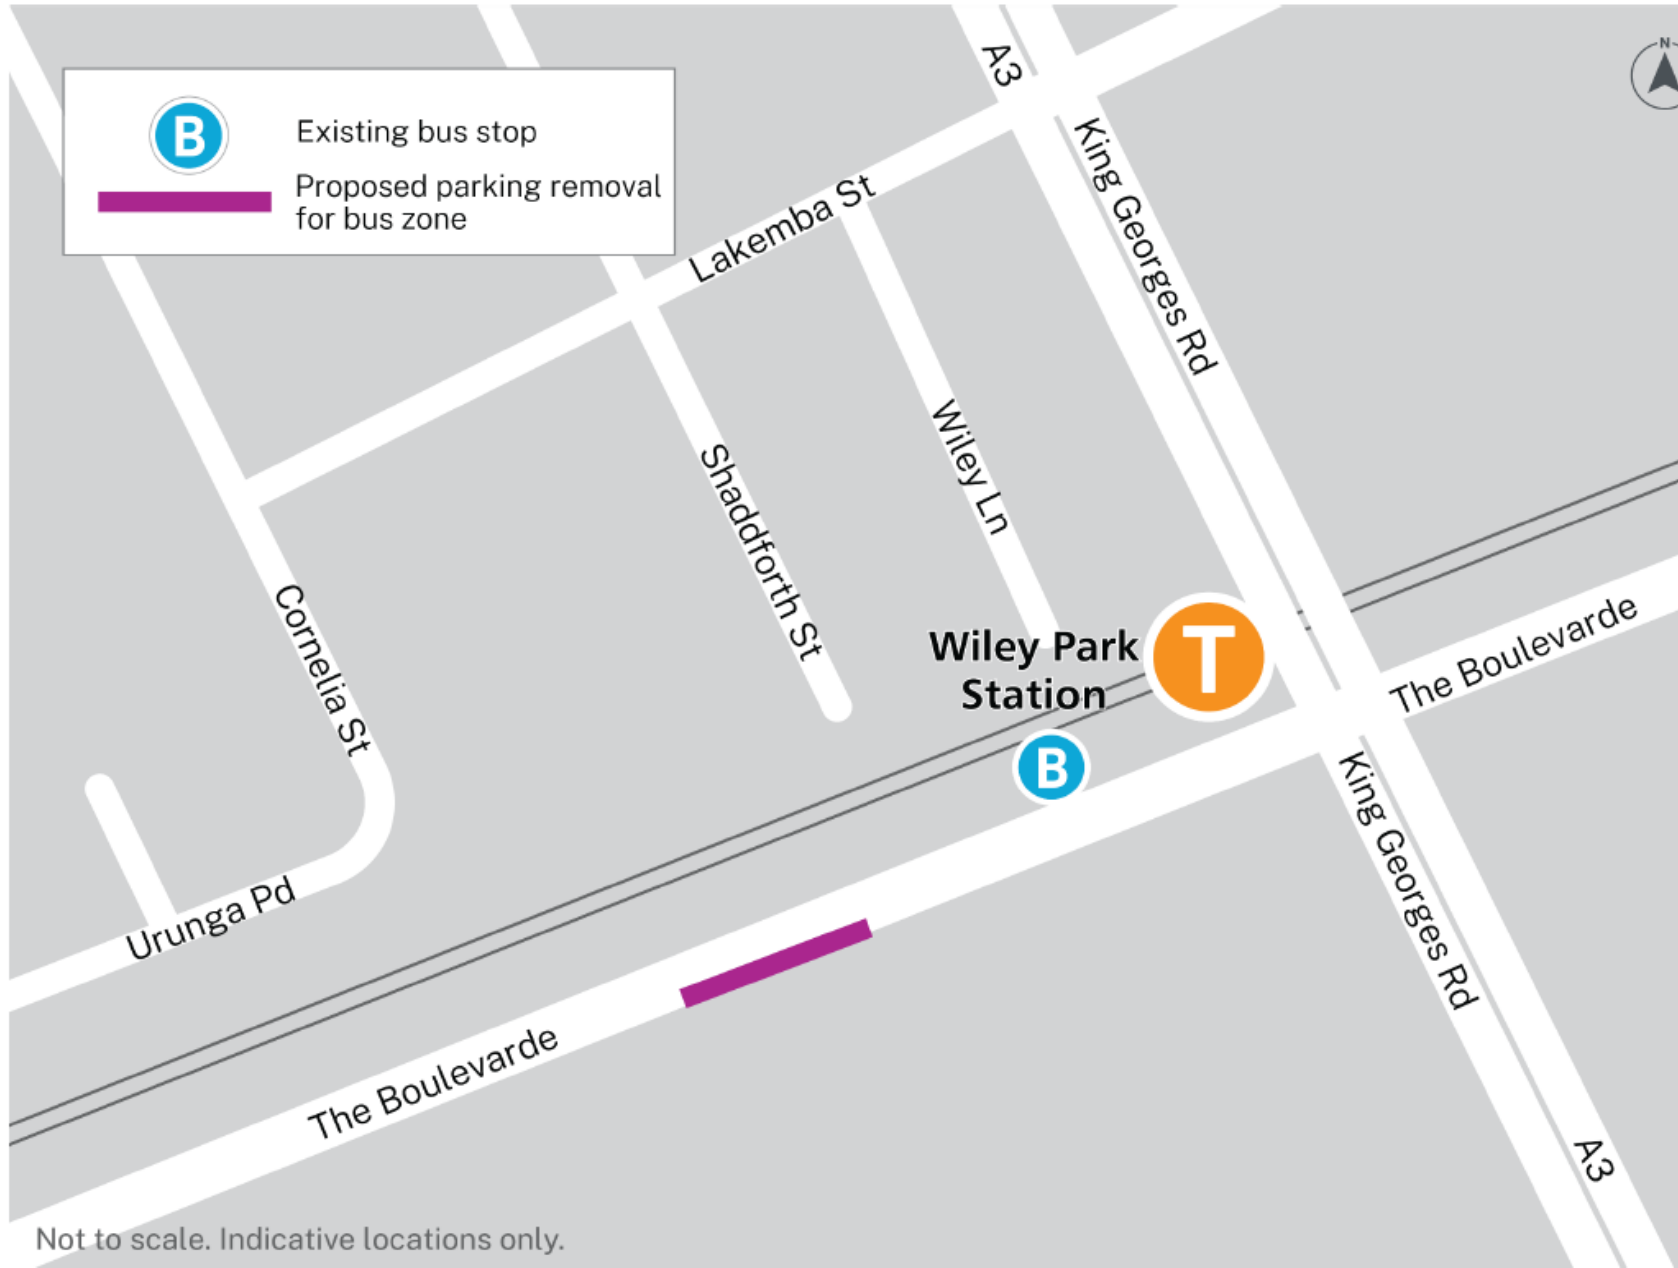 B
Existing bus stop
Proposed parking removal
for bus zone
A3
N
King Georges Rd
Lakemba St
Wiley Ln
Shaddforth St
Cornelia St
Wiley Park
Station
T
B
The Boulevarde
King Georges Rd
Urunga Pd
The Boulevarde
A3
Not to scale. Indicative locations only.